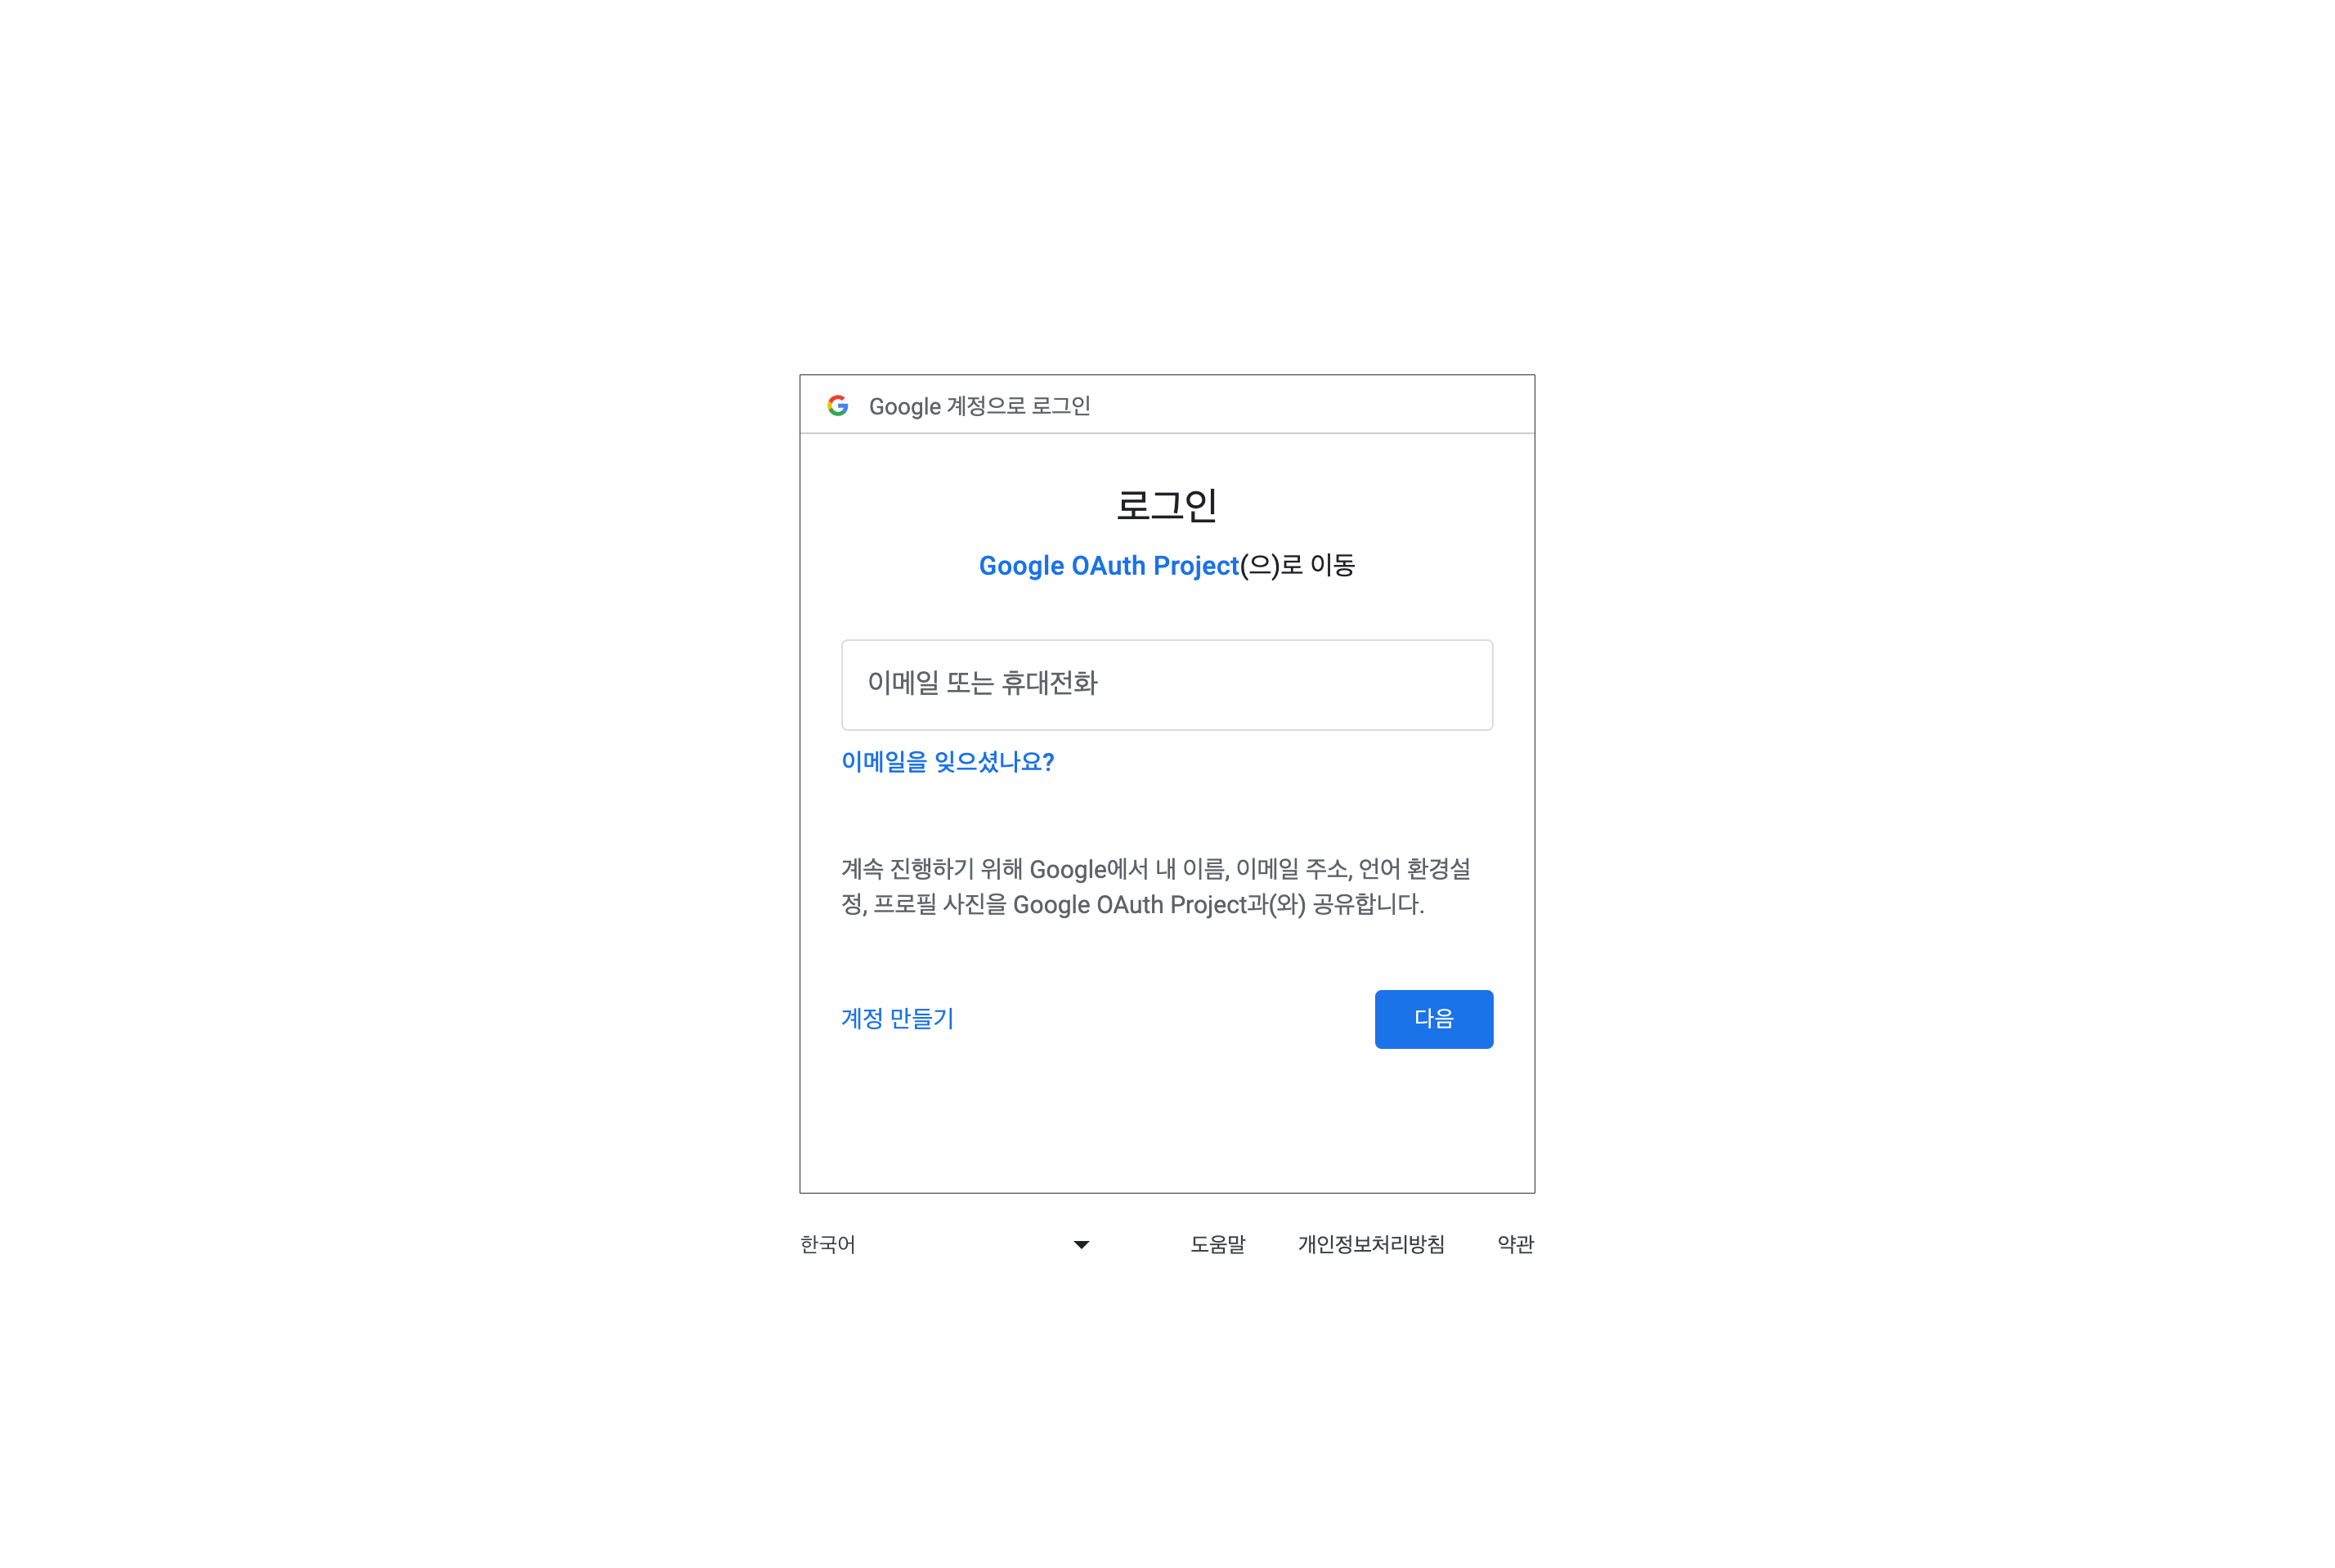 Google 계정으로 로그인
로그인
Google OAuth Project(으)로 이동
이메일 또는 휴대전화
이메일을 잊으셨나요?
계속 진행하기 위해 Google에서 내 이름, 이메일 주소, 언어 환경설
정, 프로필 사진을 Google OAuth Project과(와) 공유합니다.
계정 만들기
다음
한국어
도움말
개인정보처리방침
약관